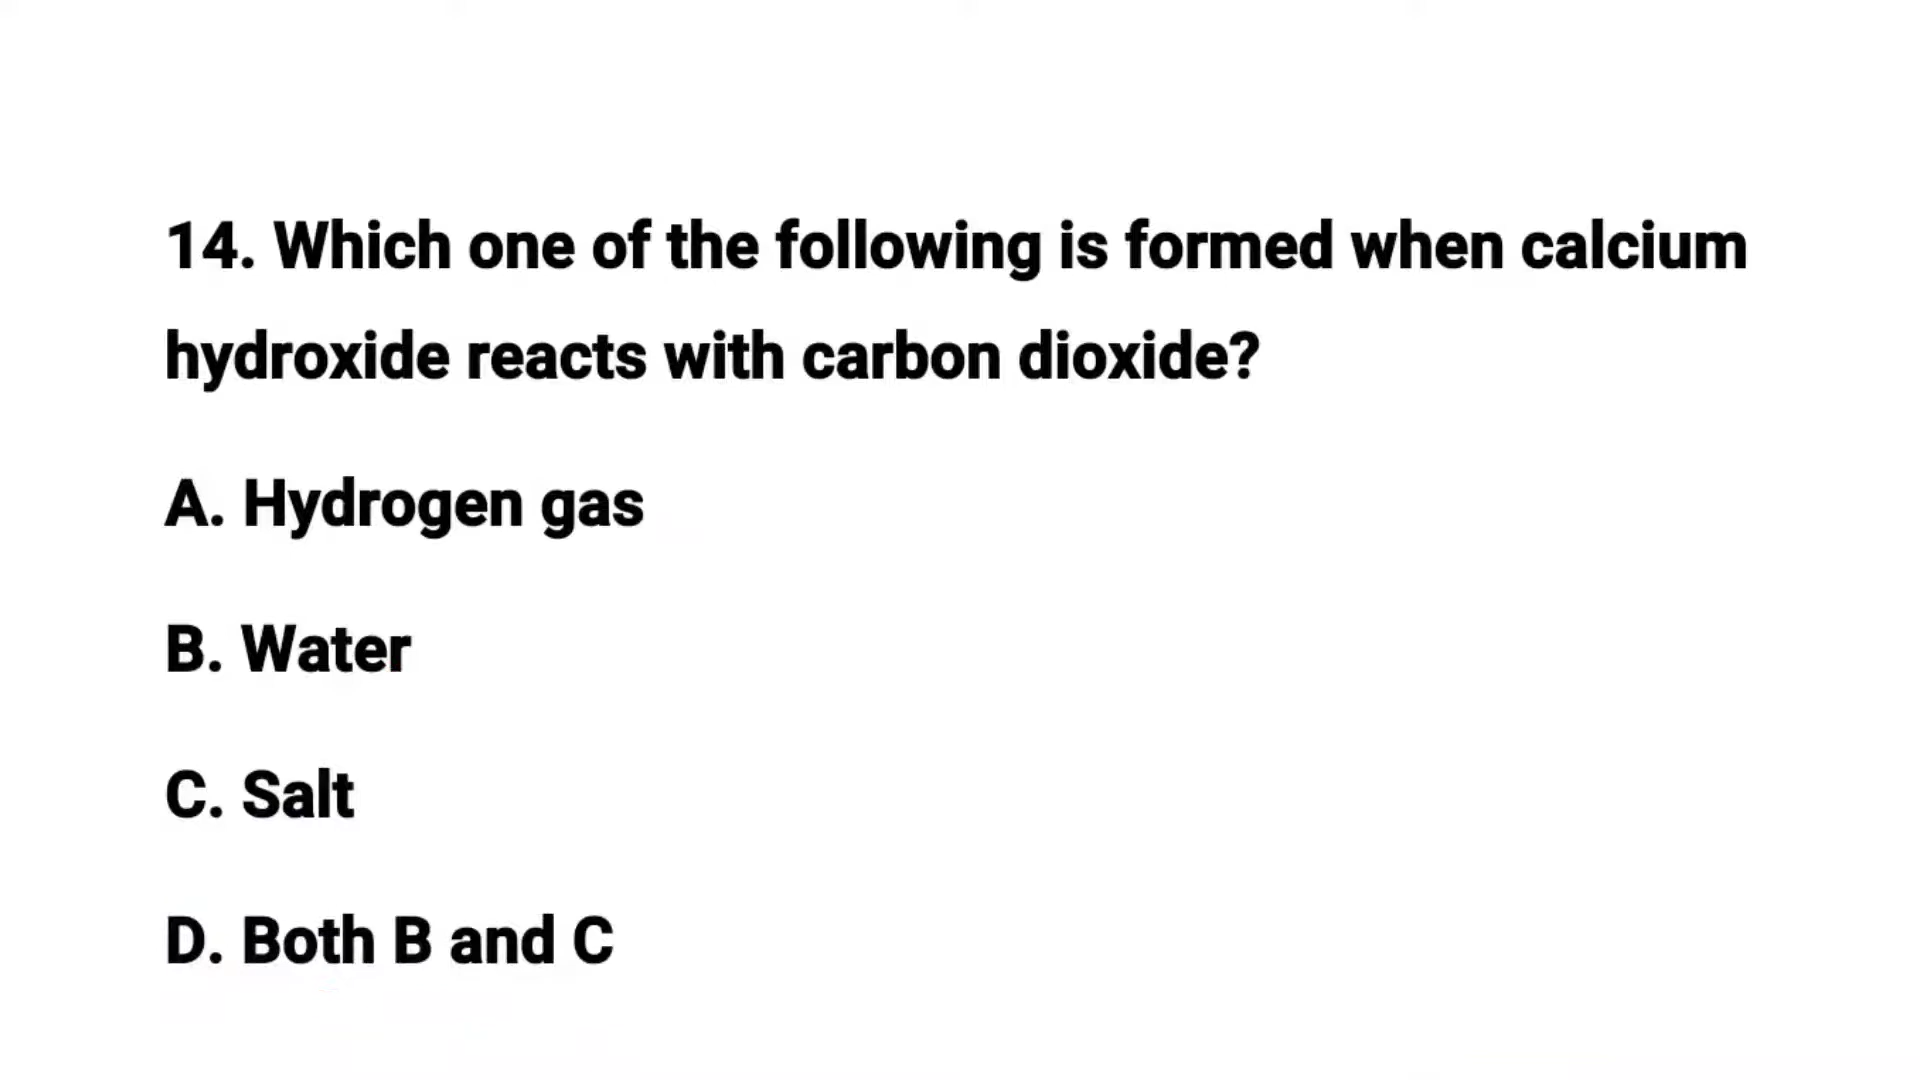 14. Which one of the following is formed when calcium
hydroxide reacts with carbon dioxide?
A. Hydrogen gas
B. Water
C. Salt
D. Both B and C